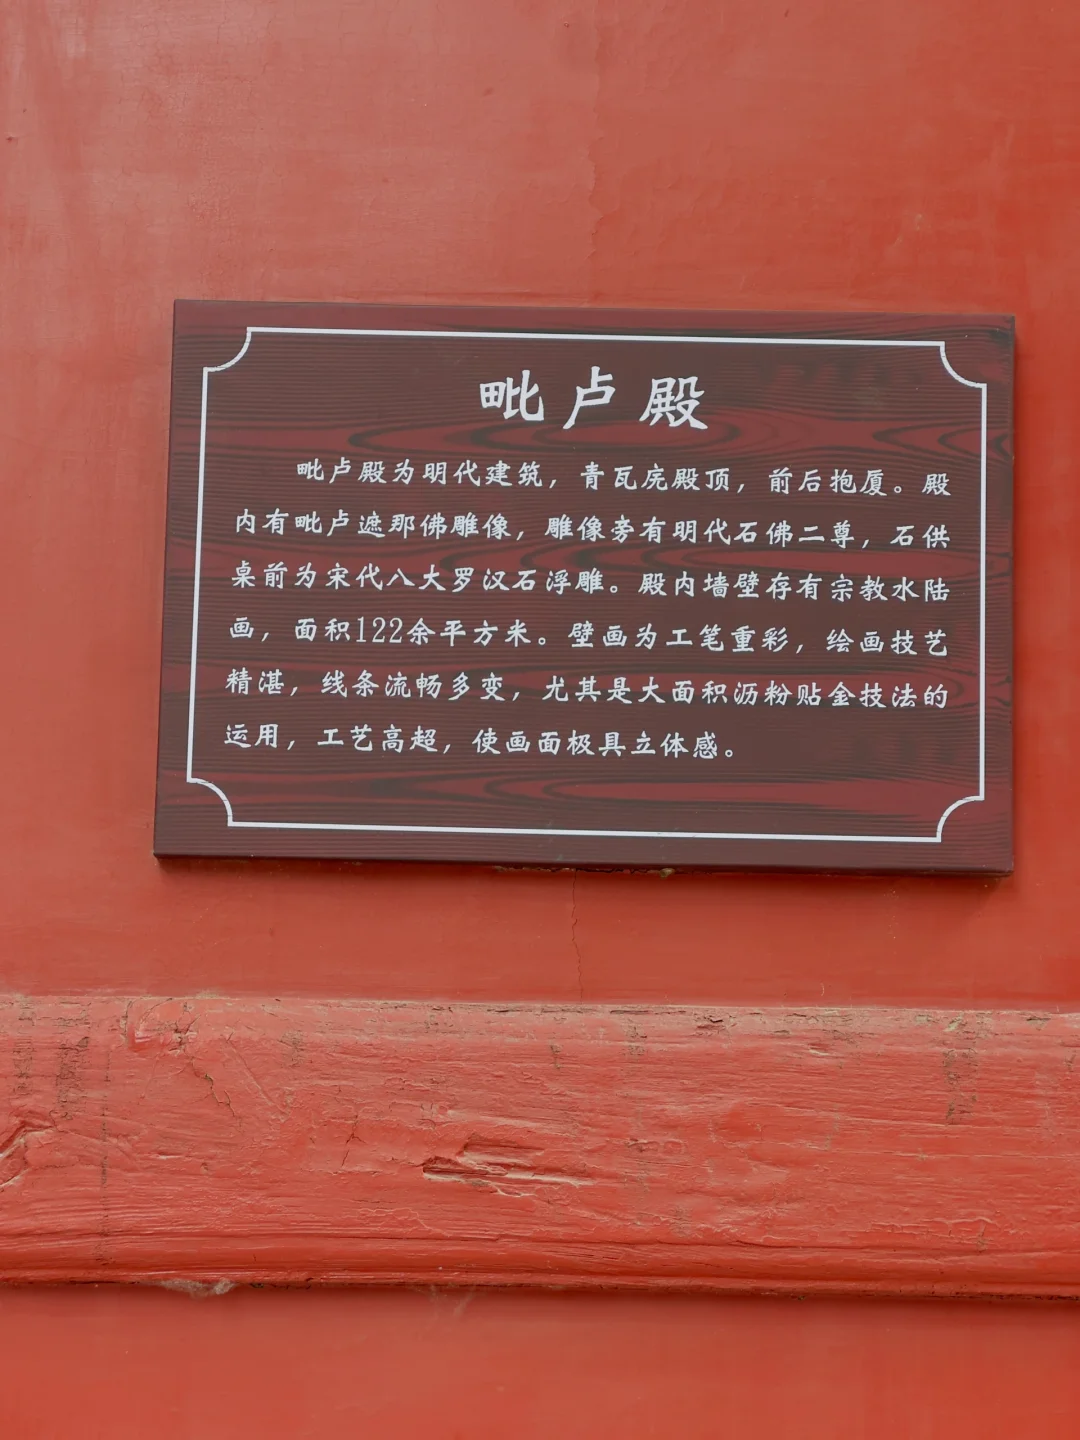 毗卢殿
毗卢殿为明代建筑，青瓦庑殿顶，前后抱厦。殿
内有毗卢遮那佛雕像，雕像旁有明代石佛二尊，石供
桌前为宋代八大罗汉石浮雕。殿内墙壁存有宗教水陆
画，面积122余平方米。壁画为工笔重彩，绘画技艺
精湛，线条流畅多变，尤其是大面积沥粉贴金技法的
运用，工艺高超，使画面极具立体感。